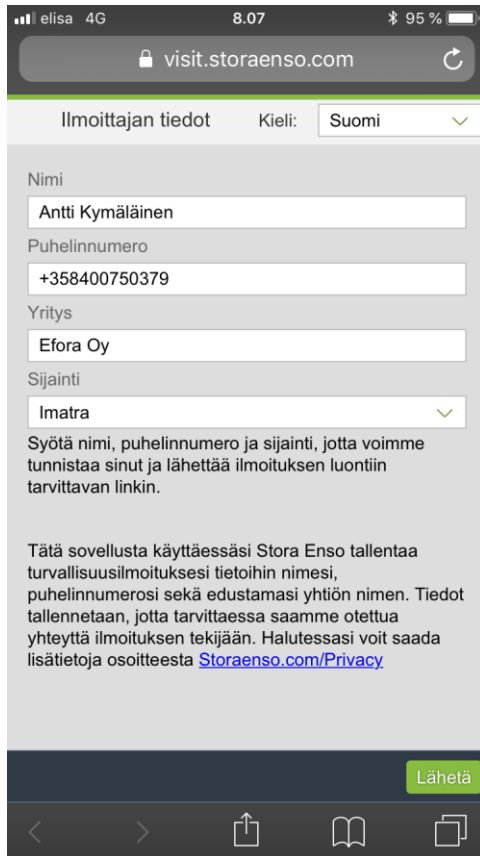 elisa 4G 8.07 95 %
visit.storaenso.com
Ilmoittajan tiedot Kieli: Suomi
Nimi
Antti Kymäläinen
Puhelinnumero
+358400750379
Yritys
Efora Oy
Sijainti
Imatra
Syötä nimi, puhelinnumero ja sijainti, jotta voimme
tunnistaa sinut ja lähettää ilmoituksen luontiin
tarvittavan linkin.
Tätä sovellusta käyttäessäsi Stora Enso tallentaa
turvallisuusilmoituksesi tietoihin nimesi,
puhelinnumerosi sekä edustamasi yhtiön nimen. Tiedot
tallennetaan, jotta tarvittaessa saamme otettua
yhteyttä ilmoituksen tekijään. Halutessasi voit saada
lisätietoja osoitteesta Storaenso.com/Privacy
Lähetä